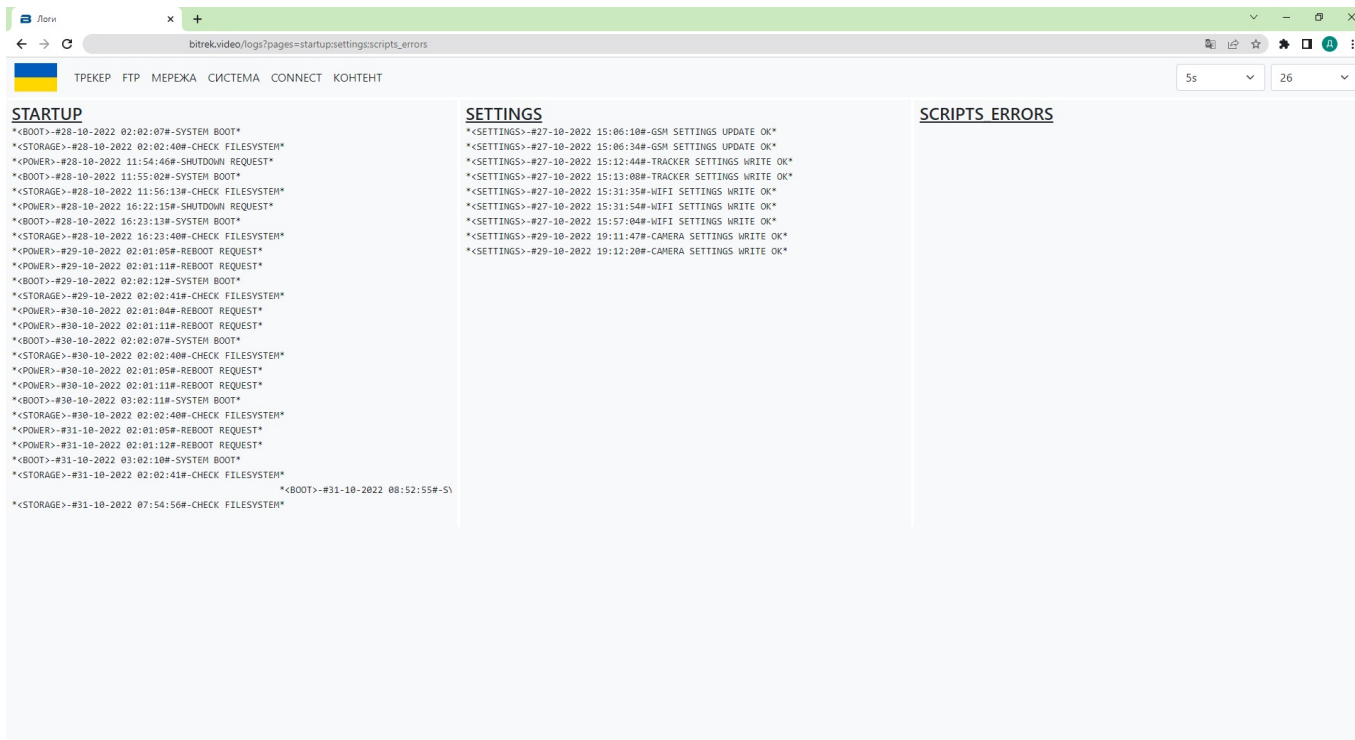 Логи
bitrek.video/logs?pages=startup;settings;scripts_errors
ТРЕКЕР FTP МЕРЕЖА СИСТЕМА CONNECT КОНТЕНТ
5s
26
Д
STARTUP
*<BOOT>-#28-10-2022 02:02:07#-SYSTEM BOOT*
*<STORAGE>-#28-10-2022 02:02:40#-CHECK FILESYSTEM*
*<POWER>-#28-10-2022 11:54:46#-SHUTDOWN REQUEST*
*<BOOT>-#28-10-2022 11:55:02#-SYSTEM BOOT*
*<STORAGE>-#28-10-2022 11:56:13#-CHECK FILESYSTEM*
*<POWER>-#28-10-2022 16:22:15#-SHUTDOWN REQUEST*
*<BOOT>-#28-10-2022 16:23:13#-SYSTEM BOOT*
*<STORAGE>-#28-10-2022 16:23:40#-CHECK FILESYSTEM*
*<POWER>-#29-10-2022 02:01:05#-REBOOT REQUEST*
*<POWER>-#29-10-2022 02:01:11#-REBOOT REQUEST*
*<BOOT>-#29-10-2022 02:02:12#-SYSTEM BOOT*
*<STORAGE>-#29-10-2022 02:02:41#-CHECK FILESYSTEM*
*<POWER>-#30-10-2022 02:01:04#-REBOOT REQUEST*
*<POWER>-#30-10-2022 02:01:11#-REBOOT REQUEST*
*<BOOT>-#30-10-2022 02:02:07#-SYSTEM BOOT*
*<STORAGE>-#30-10-2022 02:02:40#-CHECK FILESYSTEM*
*<POWER>-#30-10-2022 02:01:05#-REBOOT REQUEST*
*<POWER>-#30-10-2022 02:01:11#-REBOOT REQUEST*
*<BOOT>-#30-10-2022 03:02:11#-SYSTEM BOOT*
*<STORAGE>-#30-10-2022 02:02:40#-CHECK FILESYSTEM*
*<POWER>-#31-10-2022 02:01:05#-REBOOT REQUEST*
*<POWER>-#31-10-2022 02:01:12#-REBOOT REQUEST*
*<BOOT>-#31-10-2022 03:02:10#-SYSTEM BOOT*
*<STORAGE>-#31-10-2022 02:02:41#-CHECK FILESYSTEM*
*<BOOT>-#31-10-2022 08:52:55#-SY
*<STORAGE>-#31-10-2022 07:54:56#-CHECK FILESYSTEM*
SETTINGS
*<SETTINGS>-#27-10-2022 15:06:10#-GSM SETTINGS UPDATE OK*
*<SETTINGS>-#27-10-2022 15:06:34#-GSM SETTINGS UPDATE OK*
*<SETTINGS>-#27-10-2022 15:12:44#-TRACKER SETTINGS WRITE OK*
*<SETTINGS>-#27-10-2022 15:13:08#-TRACKER SETTINGS WRITE OK*
*<SETTINGS>-#27-10-2022 15:31:35#-WIFI SETTINGS WRITE OK*
*<SETTINGS>-#27-10-2022 15:31:54#-WIFI SETTINGS WRITE OK*
*<SETTINGS>-#27-10-2022 15:57:04#-WIFI SETTINGS WRITE OK*
*<SETTINGS>-#29-10-2022 19:11:47#-CAMERA SETTINGS WRITE OK*
*<SETTINGS>-#29-10-2022 19:12:20#-CAMERA SETTINGS WRITE OK*
SCRIPTS_ERRORS